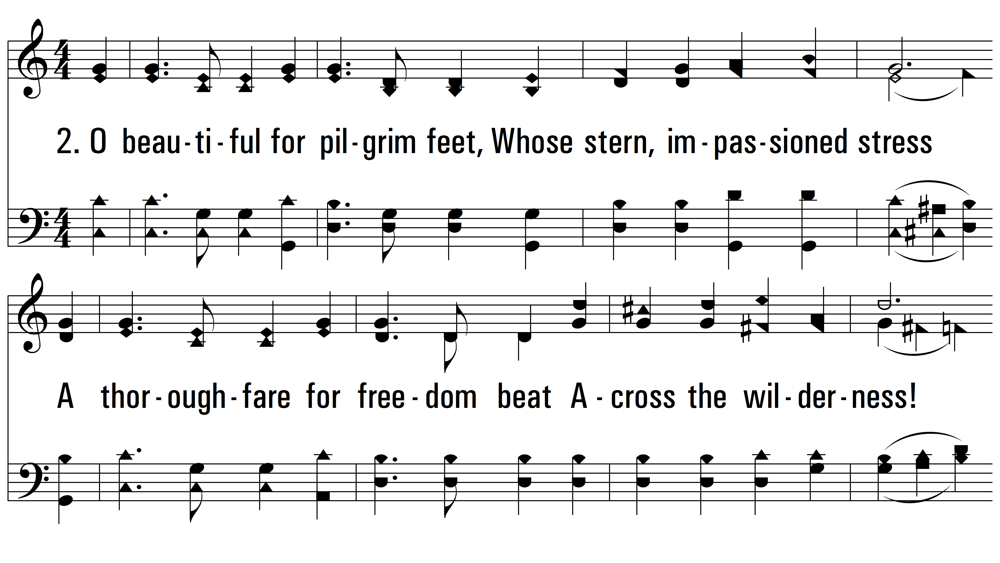 2. O beau-ti-ful for pil-grim feet, Whose stern, im-pas-sioned stress
A thor-ough-fare for free-dom beat A-cross the wil-der-ness!